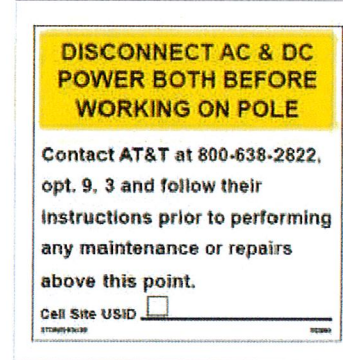 DISCONNECT AC & DC
POWER BOTH BEFORE
WORKING ON POLE
Contact AT&T at 800-638-2822,
opt. 9, 3 and follow their
instructions prior to performing
any maintenance or repairs
above this point.
Cell Site USID